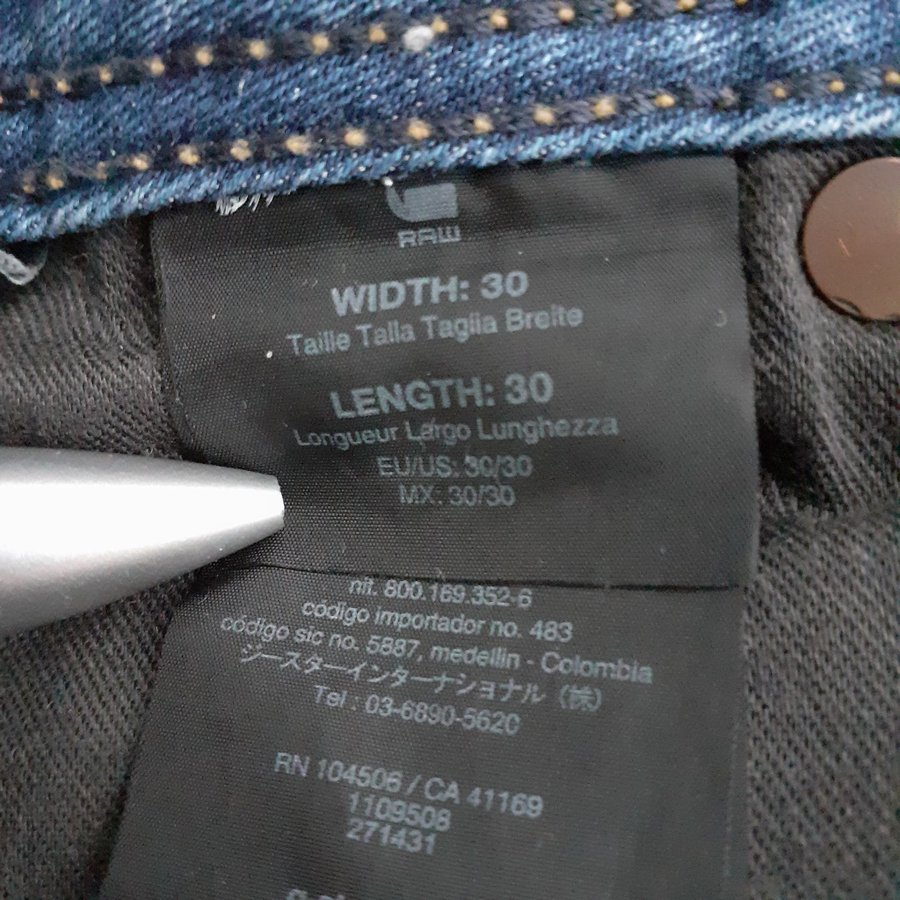 RAW
WIDTH: 30
Taille Talla Taglia Breite
LENGTH: 30
Longueur Largo Lunghezza
EU/US: 30/30
MX: 30/30
nit. 800.169.352-6
código importador no. 483
código sic no. 5887, medellin - Colombia
ジースターインターナショナル（株）
Tel : 03-6890-5620
RN 104506 / CA 41169
1109508
271431